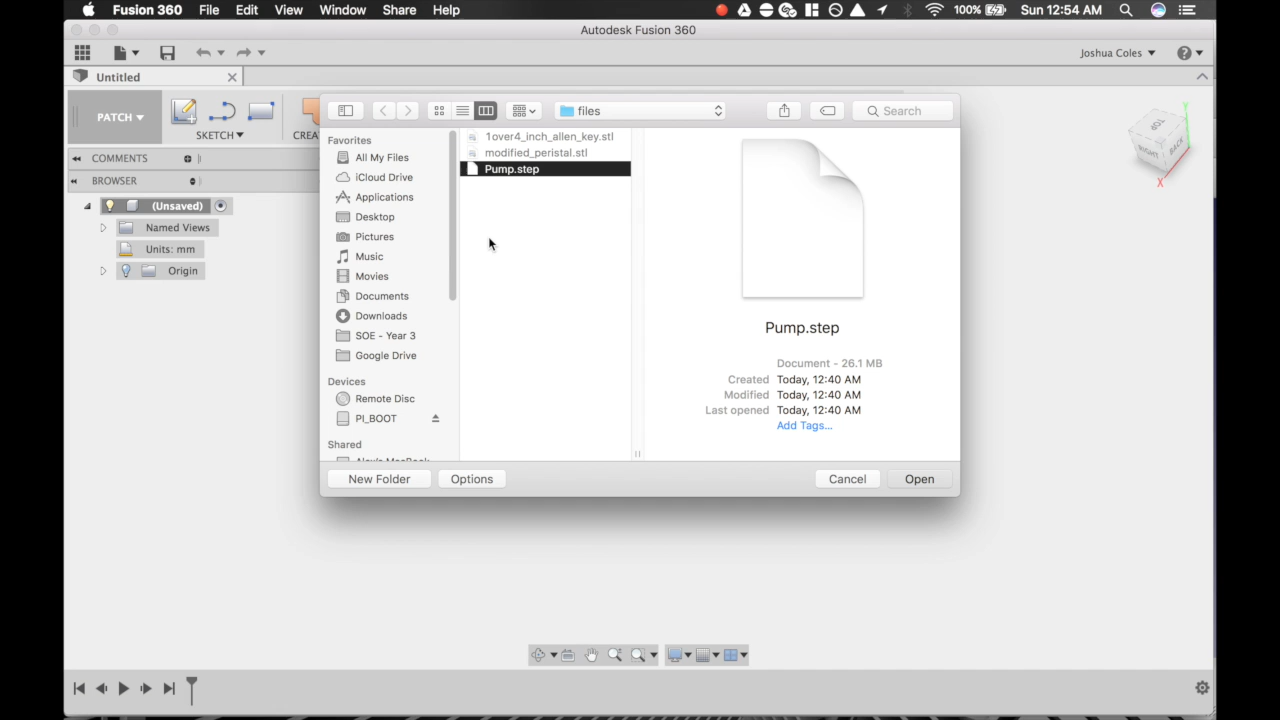 Fusion 360 File Edit View Window Share Help 100% Sun 12:54 AM
Autodesk Fusion 360
Joshua Coles
Untitled
PATCH
SKETCH
CREA
COMMENTS
BROWSER
(Unsaved)
Named Views
Units: mm
Origin
files
Search
Favorites
All My Files
iCloud Drive
Applications
Desktop
Pictures
Music
Movies
Documents
Downloads
SOE - Year 3
Google Drive
Devices
Remote Disc
PI_BOOT
Shared
1over4_inch_allen_key.stl
modified_peristal.stl
Pump.step
Pump.step
Document - 26.1 MB
Created Today, 12:40 AM
Modified Today, 12:40 AM
Last opened Today, 12:40 AM
Add Tags...
New Folder Options Cancel Open
TOP
RIGHT BACK
Y
X